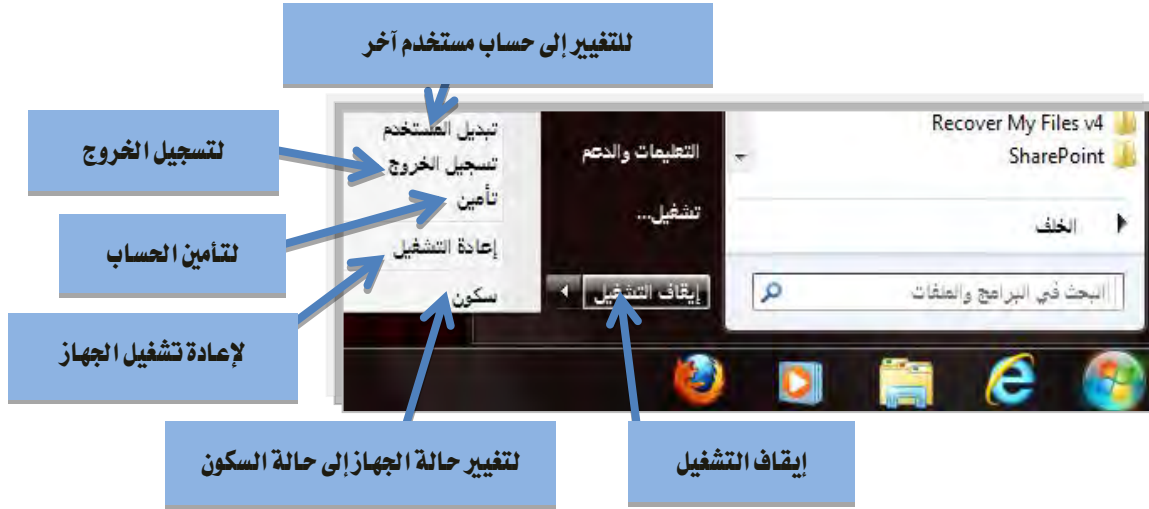 للتغيير إلى حساب مستخدم آخر
لتسجيل الخروج
لتأمين الحساب
لإعادة تشغيل الجهاز
Recover My Files v4
SharePoint
الخلف
البحث في البرامج والملفات
التعليمات والدعم
تشغيل...
إيقاف التشغيل
تبديل المستخدم
تسجيل الخروج
تأمين
إعادة التشغيل
سكون
إيقاف التشغيل
لتغيير حالة الجهاز إلى حالة السكون